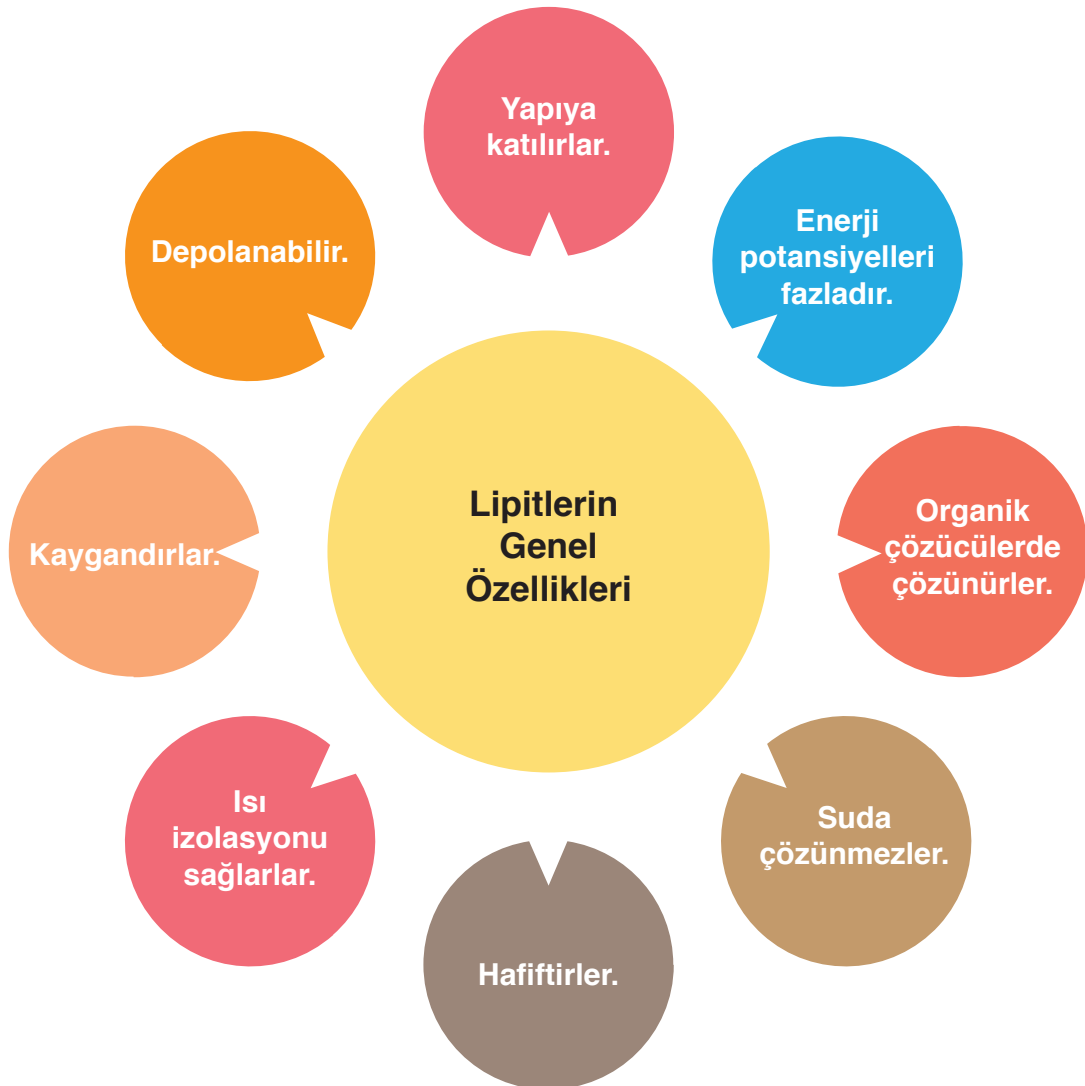 Yapıya
katılırlar.
Enerji
potansiyelleri
fazladır.
Organik
çözücülerde
çözünürler.
Suda
çözünmezler.
Hafiftirler.
Isı
izolasyonu
sağlarlar.
Kaygandırlar.
Depolanabilir.
Lipitlerin
Genel
Özellikleri